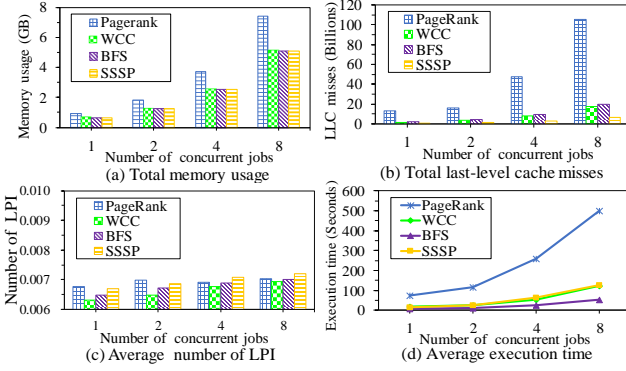 Memory usage (GB)
8
6
4
2
0
Pagerank
WCC
BFS
SSSP
1 2 4 8
Number of concurrent jobs
(a) Total memory usage
LLC misses (Billions)
120
100
80
60
40
20
0
PageRank
WCC
BFS
SSSP
1 2 4 8
Number of concurrent jobs
(b) Total last-level cache misses
Number of LPI
0.010
0.009
0.008
0.007
0.006
PageRank
WCC
BFS
SSSP
1 2 4 8
Number of concurrent jobs
(c) Average number of LPI
Execution time (Seconds)
600
500
400
300
200
100
0
PageRank
WCC
BFS
SSSP
1 2 4 8
Number of concurrent jobs
(d) Average execution time